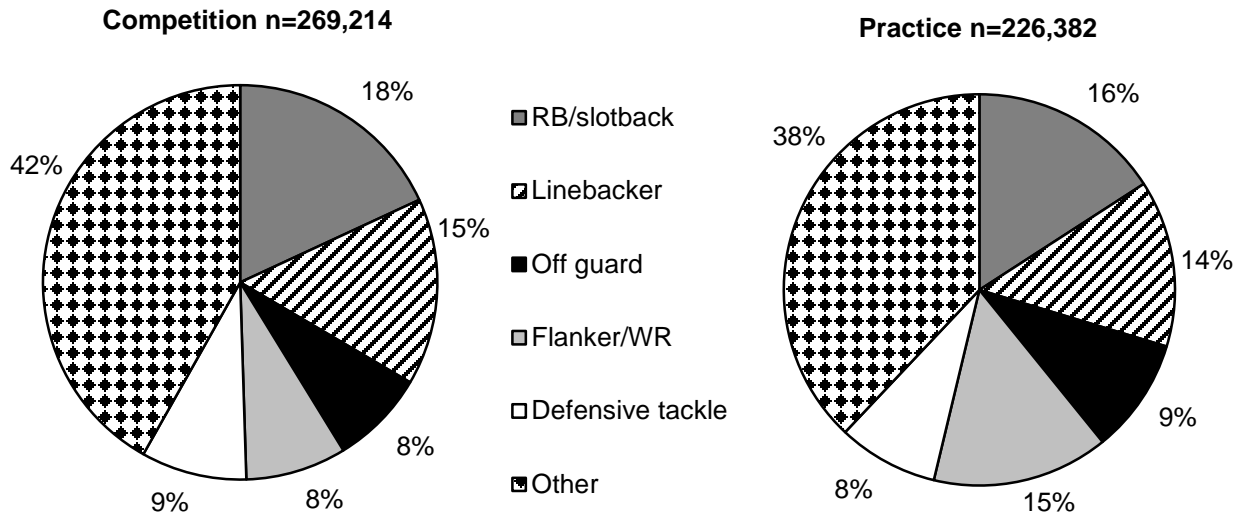 Competition n=269,214
18%
15%
8%
8%
9%
42%
RB/slotback
Linebacker
Off guard
Flanker/WR
Defensive tackle
Other
Practice n=226,382
16%
14%
9%
15%
8%
38%